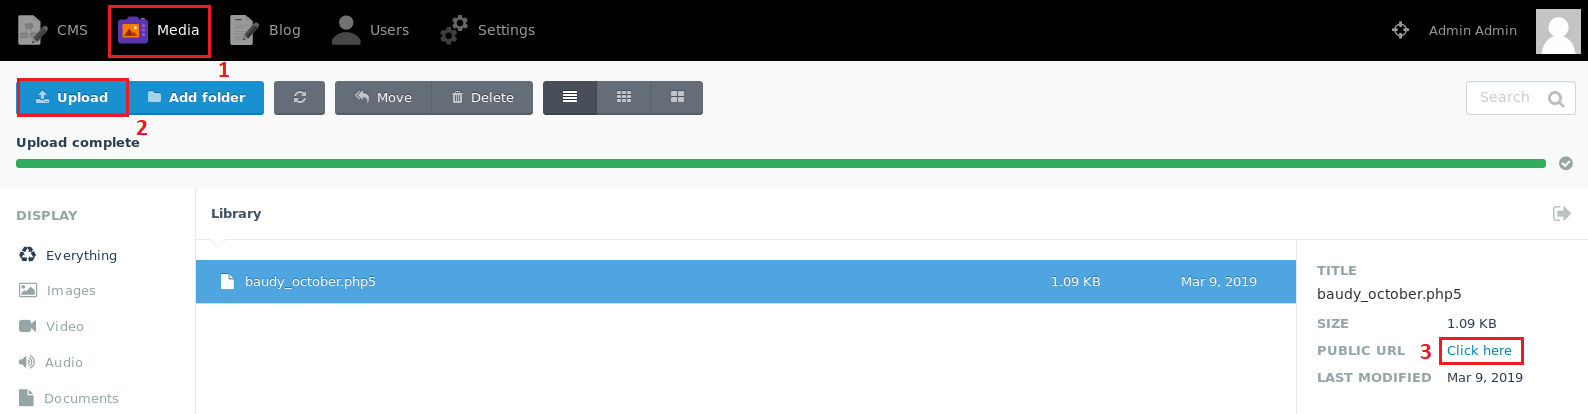 CMS Media Blog Users Settings Admin Admin
1
Upload Add folder Move Delete Search
2
Upload complete
DISPLAY Library
Everything
Images
Video
Audio
Documents
baudy_october.php5 1.09 KB Mar 9, 2019
TITLE
baudy_october.php5
SIZE 1.09 KB
PUBLIC URL 3 Click here
LAST MODIFIED Mar 9, 2019